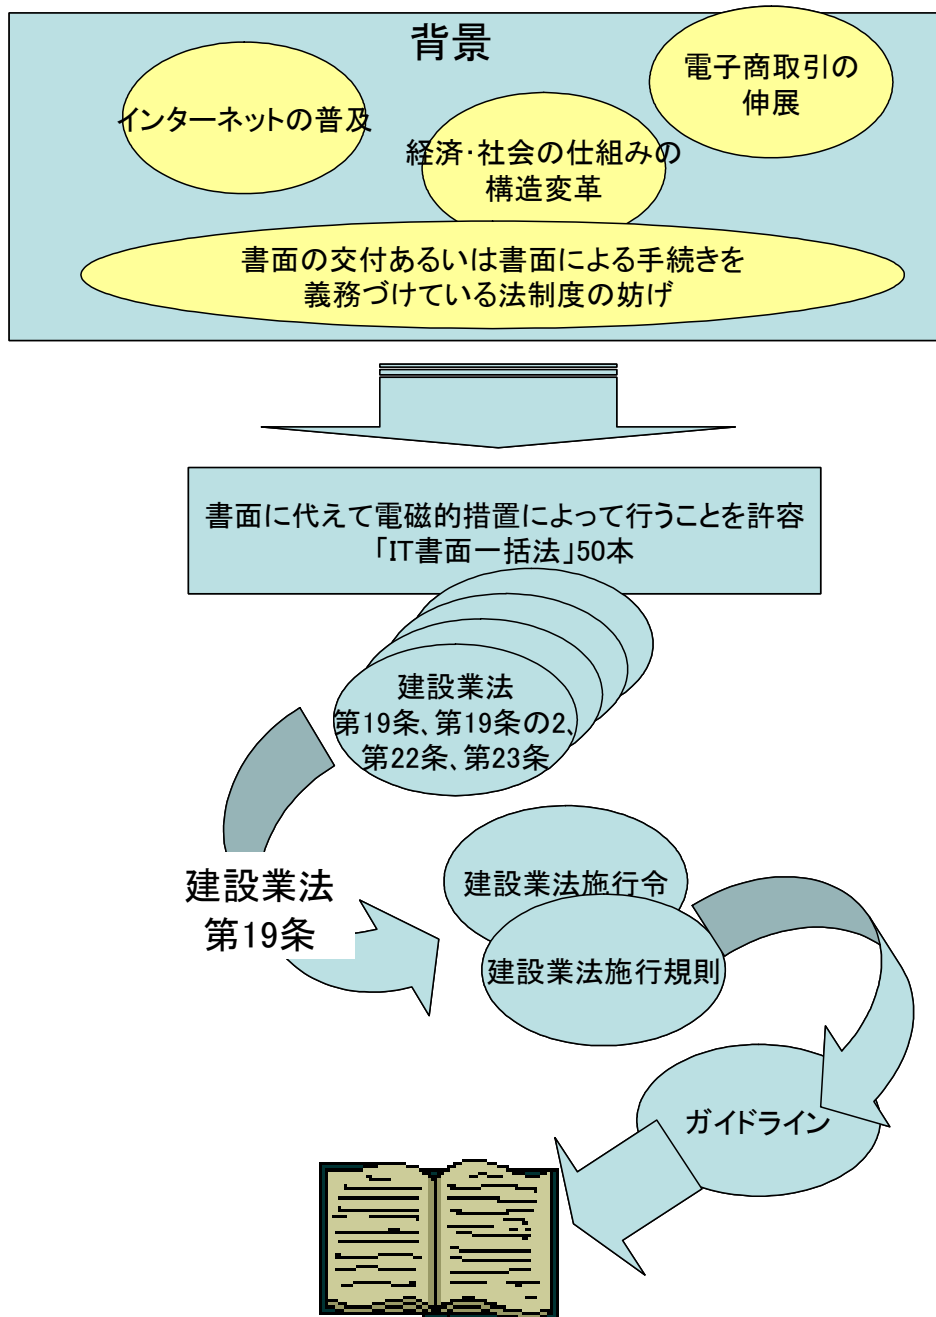 背景
インターネットの普及
電子商取引の
伸展
経済･社会の仕組みの
構造変革
書面の交付あるいは書面による手続きを
義務づけている法制度の妨げ
書面に代えて電磁的措置によって行うことを許容
「IT書面一括法」50本
建設業法
第19条、第19条の2、
第22条、第23条
建設業法
第19条
建設業法施行令
建設業法施行規則
ガイドライン